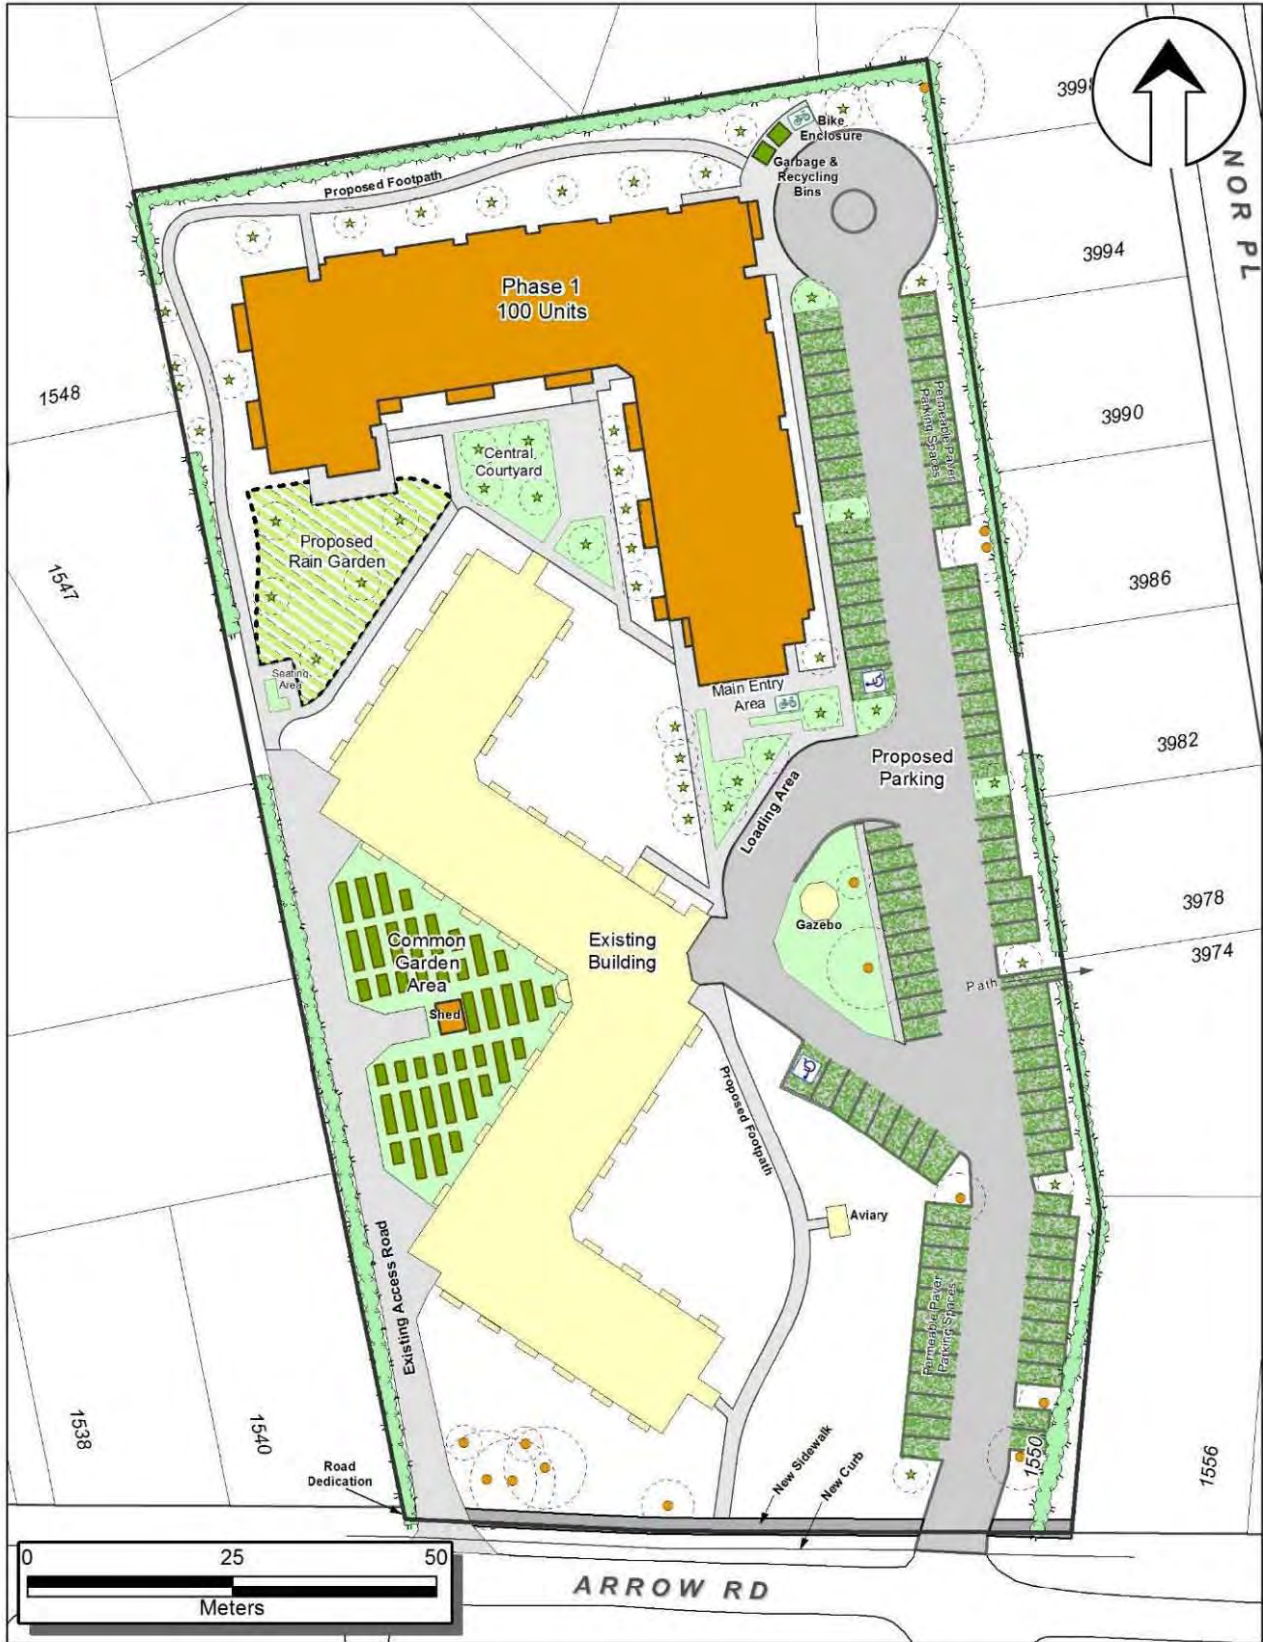 3998
Bike
Enclosure
Garbage &
Recycling
Bins
NOR PL
Proposed Footpath
3994
Phase 1
100 Units
1548
Permeable Paver
Parking Spaces
3990
Central
Courtyard
Proposed
Rain Garden
1547
3986
Seating
Area
Main Entry
Area
3982
Proposed
Parking
Loading Area
3978
Gazebo
Common
Garden
Area
Existing
Building
3974
Path
Shed
Proposed Footpath
Aviary
Existing Access Road
Permeable Paver
Parking Spaces
1538
1540
1550
1556
Road
Dedication
New Sidewalk
New Curb
0 25 50
Meters
ARROW RD